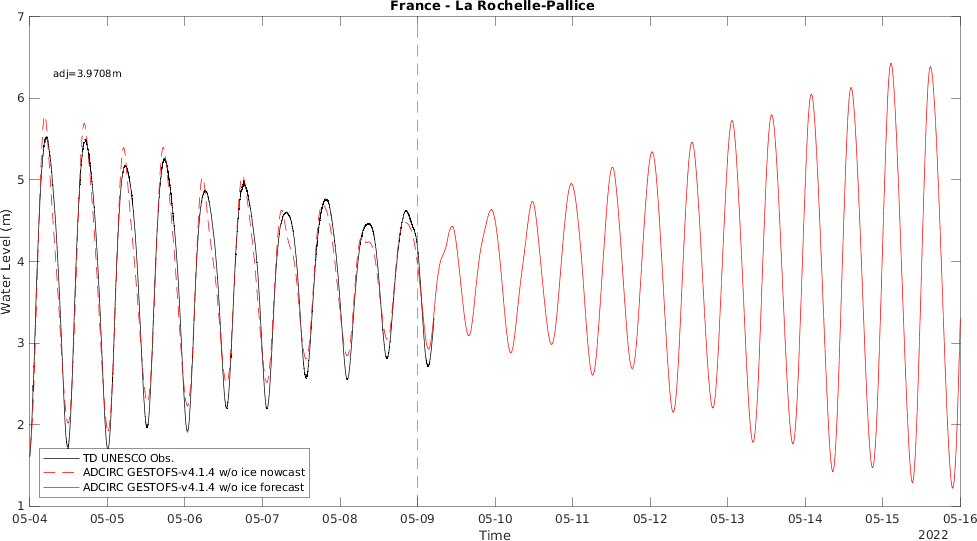 France - La Rochelle-Pallice
7
6
5
4
3
2
1
Water Level (m)
adj=3.9708m
TD UNESCO Obs.
ADCIRC GESTOFS-v4.1.4 w/o ice nowcast
ADCIRC GESTOFS-v4.1.4 w/o ice forecast
05-04 05-05 05-06 05-07 05-08 05-09 05-10 05-11 05-12 05-13 05-14 05-15 05-16
Time
2022